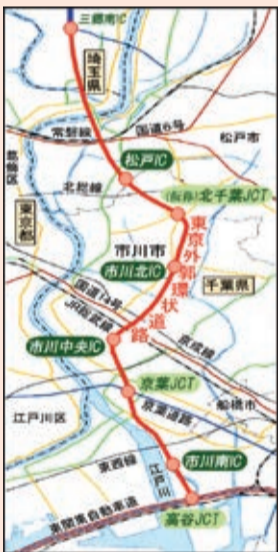 三郷南IC
埼玉県
常磐線
国道6号
松戸市
松戸IC
葛飾区
北総線
(仮称)北千葉JCT
東京都
市川市
市川北IC
千葉県
東京外郭環状道路
国道14号
JR総武線
京成線
市川中央IC
京葉JCT
船橋市
江戸川区
京葉道路
東西線
江戸川
市川南IC
高谷JCT
東関東自動車道